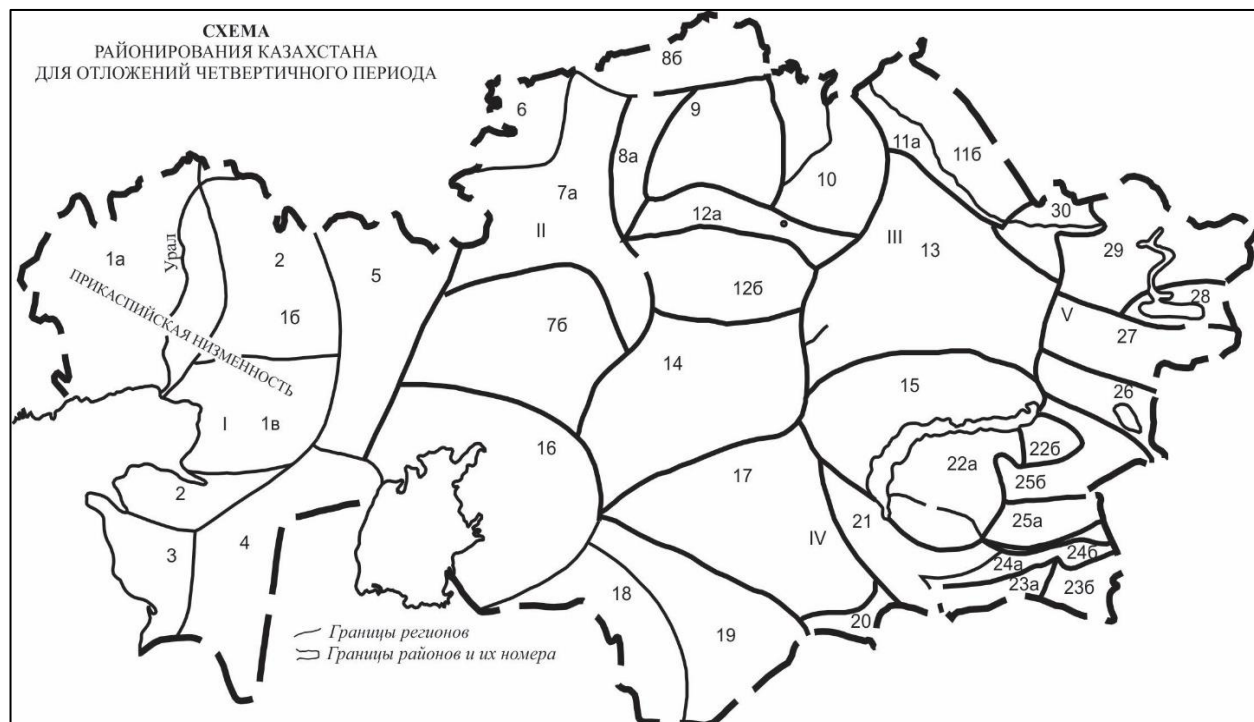 СХЕМА
РАЙОНИРОВАНИЯ КАЗАХСТАНА
ДЛЯ ОТЛОЖЕНИЙ ЧЕТВЕРТИЧНОГО ПЕРИОДА
8б
6
9
8а
11а
11б
10
7а
12а
30
II
III
13
29
1а
Урал
2
5
12б
28
1б
V
27
7б
ПРИКАСПИЙСКАЯ НИЗМЕННОСТЬ
14
15
26
I
1в
16
22б
17
22а
25б
2
21
25а
3
4
IV
24б
24а
23а
23б
18
19
20
Границы регионов
Границы районов и их номера